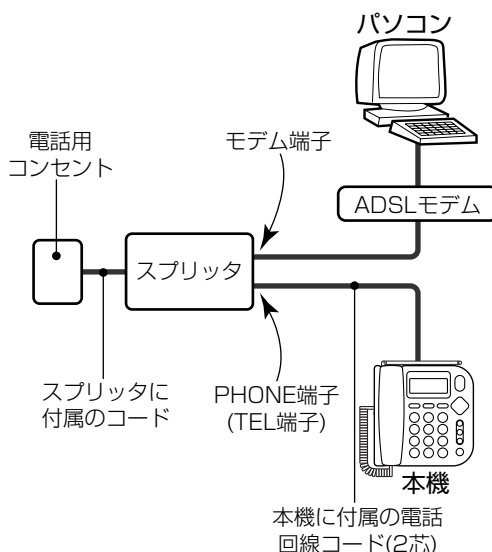 パソコン
電話用
コンセント
モデム端子
ADSLモデム
スプリッタ
スプリッタに
付属のコード
PHONE端子
(TEL端子)
本機
本機に付属の電話
回線コード(2芯)